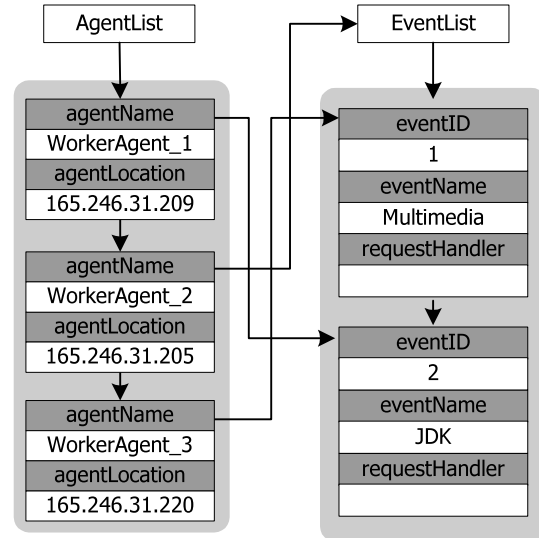 AgentList
agentName
WorkerAgent_1
agentLocation
165.246.31.209
agentName
WorkerAgent_2
agentLocation
165.246.31.205
agentName
WorkerAgent_3
agentLocation
165.246.31.220
EventList
eventID
1
eventName
Multimedia
requestHandler
eventID
2
eventName
JDK
requestHandler